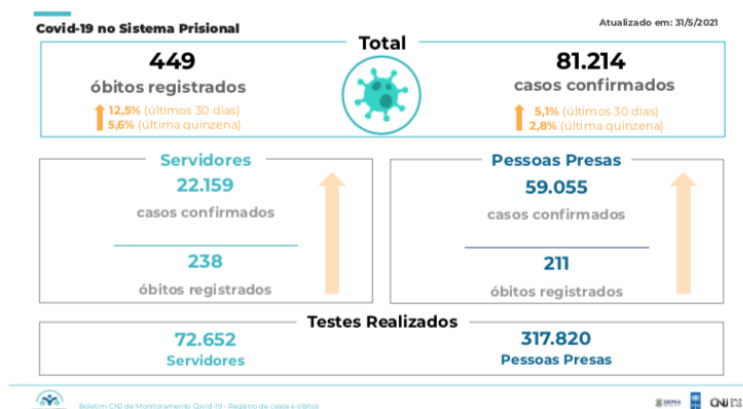 Covid-19 no Sistema Prisional
Atualizado em: 31/5/2021
Total
449
óbitos registrados
12,5% (últimos 30 dias)
5,6% (última quinzena)
81.214
casos confirmados
5,1% (últimos 30 dias)
2,8% (última quinzena)
Servidores
22.159
casos confirmados
238
óbitos registrados
Pessoas Presas
59.055
casos confirmados
211
óbitos registrados
Testes Realizados
72.652
Servidores
317.820
Pessoas Presas
Boletim CNJ de Monitoramento Covid-19 - Registro de casos e óbitos
DEPEN
CNJ